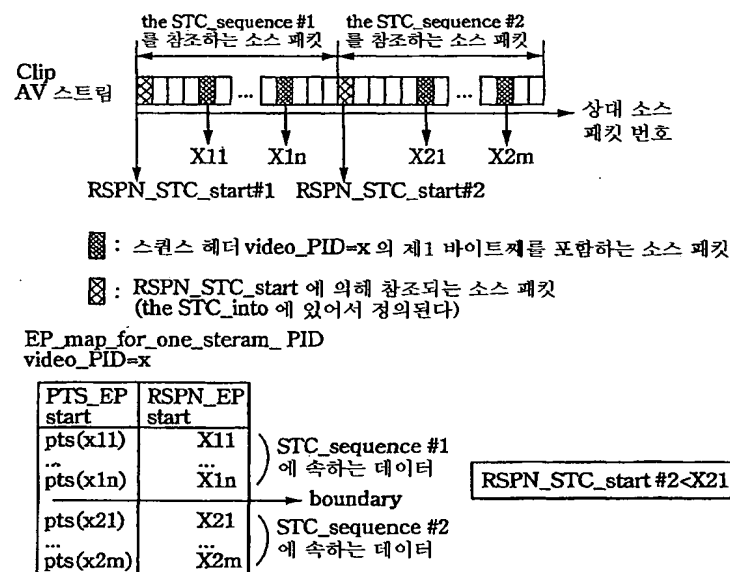 the STC_sequence #1
를 참조하는 소스 패킷
the STC_sequence #2
를 참조하는 소스 패킷
Clip
AV 스트림
...
...
상대 소스
패킷 번호
X11
X1n
X21
X2m
RSPN_STC_start#1
RSPN_STC_start#2
: 스퀀스 헤더 video_PID=x 의 제1 바이트째를 포함하는 소스 패킷
: RSPN_STC_start 에 의해 참조되는 소스 패킷
(the STC_into 에 있어서 정의된다)
EP_map_for_one_steram_ PID
video_PID=x
PTS_EP start
RSPN_EP start
pts(x11) X11
... ...
pts(x1n) X1n
STC_sequence #1
에 속하는 데이터
boundary
RSPN_STC_start #2<X21
pts(x21) X21
... ...
pts(x2m) X2m
STC_sequence #2
에 속하는 데이터